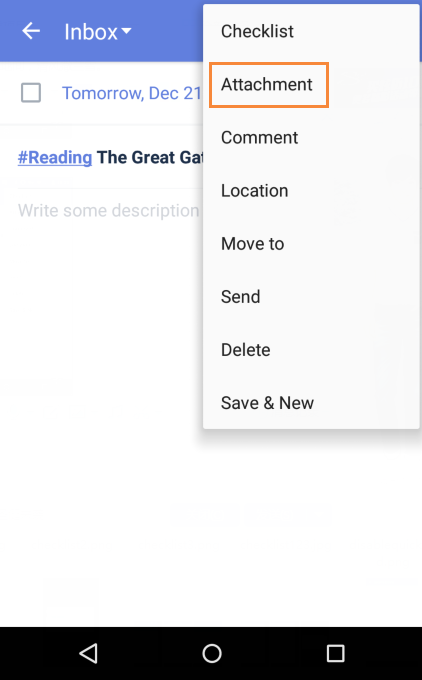 Inbox
Checklist
Tomorrow, Dec 21
Attachment
Comment
#Reading The Great Gat
Location
Write some description
Move to
Send
Delete
Save & New